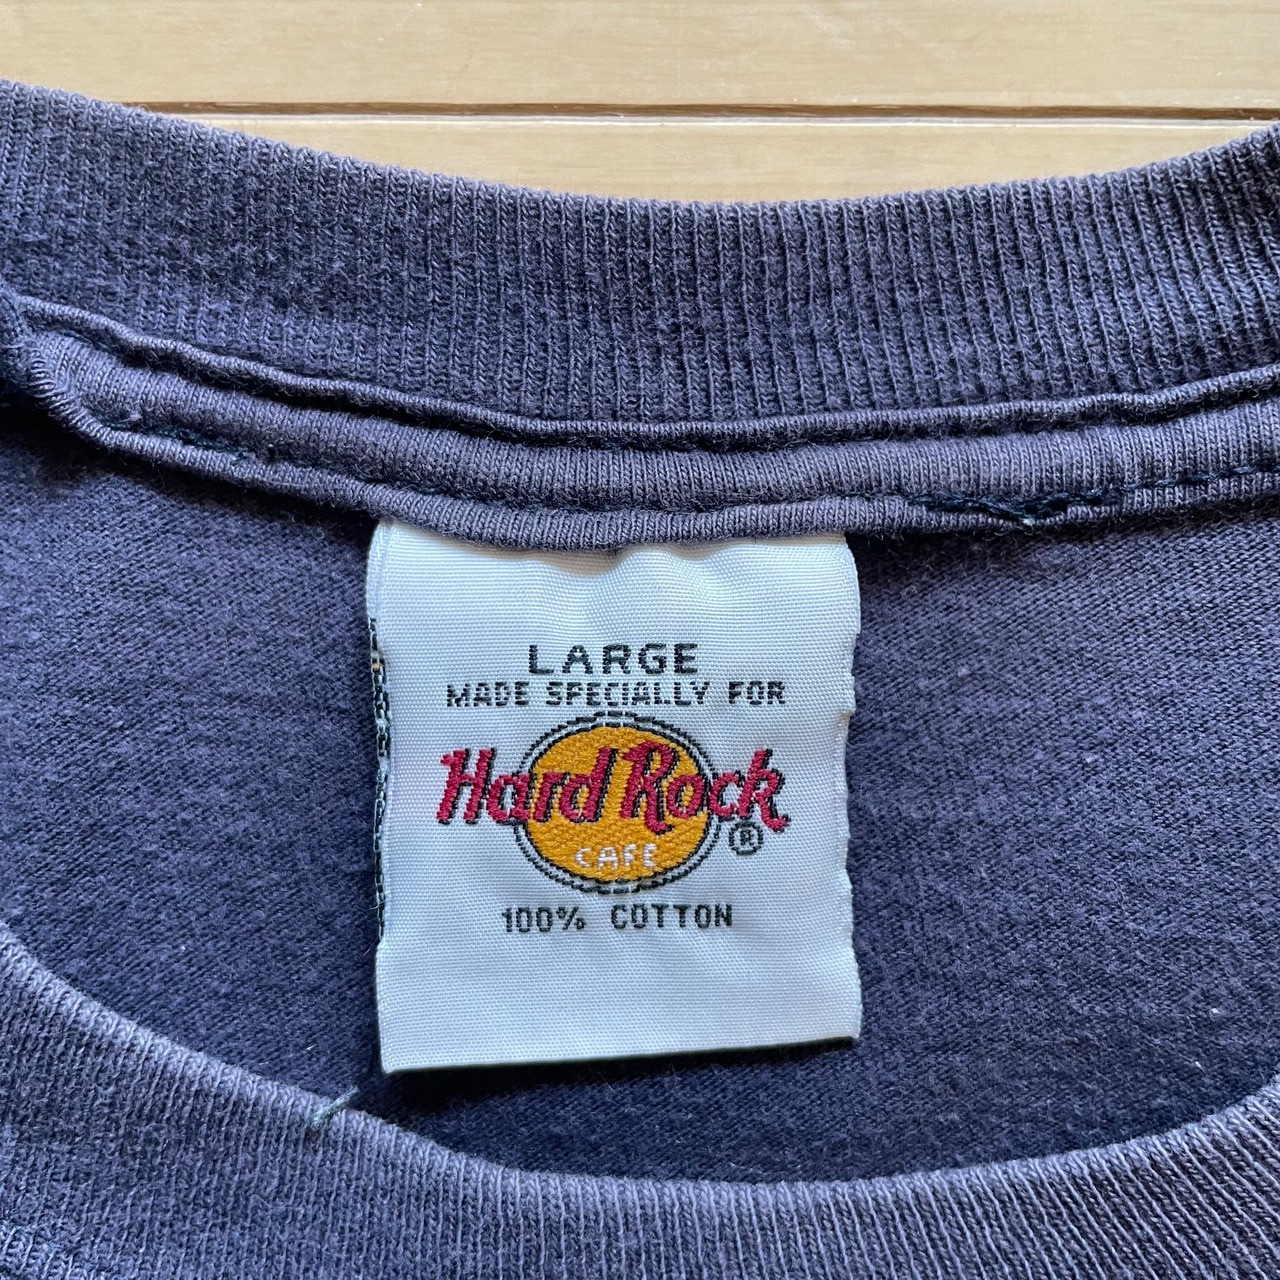 LARGE
MADE SPECIALLY FOR
Hard Rock
CAFE
®
100% COTTON